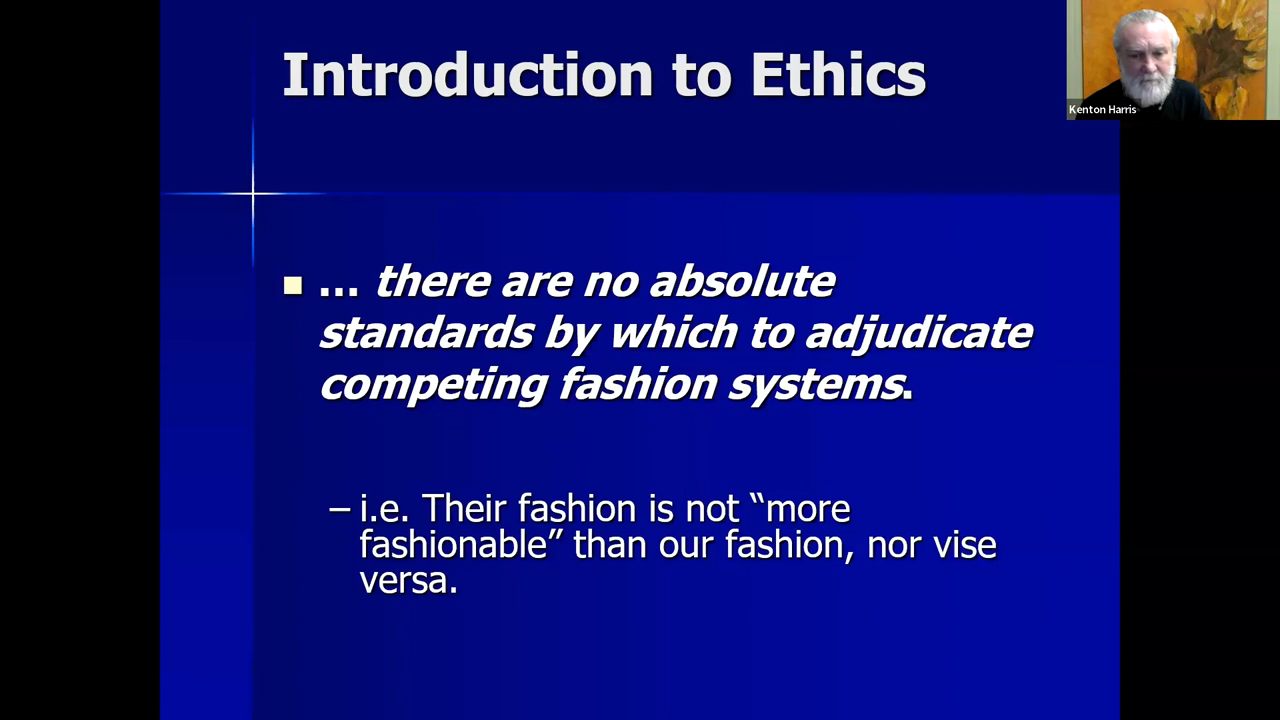 Introduction to Ethics
Kenton Harris
… there are no absolute
standards by which to adjudicate
competing fashion systems.
– i.e. Their fashion is not “more
fashionable” than our fashion, nor vise
versa.